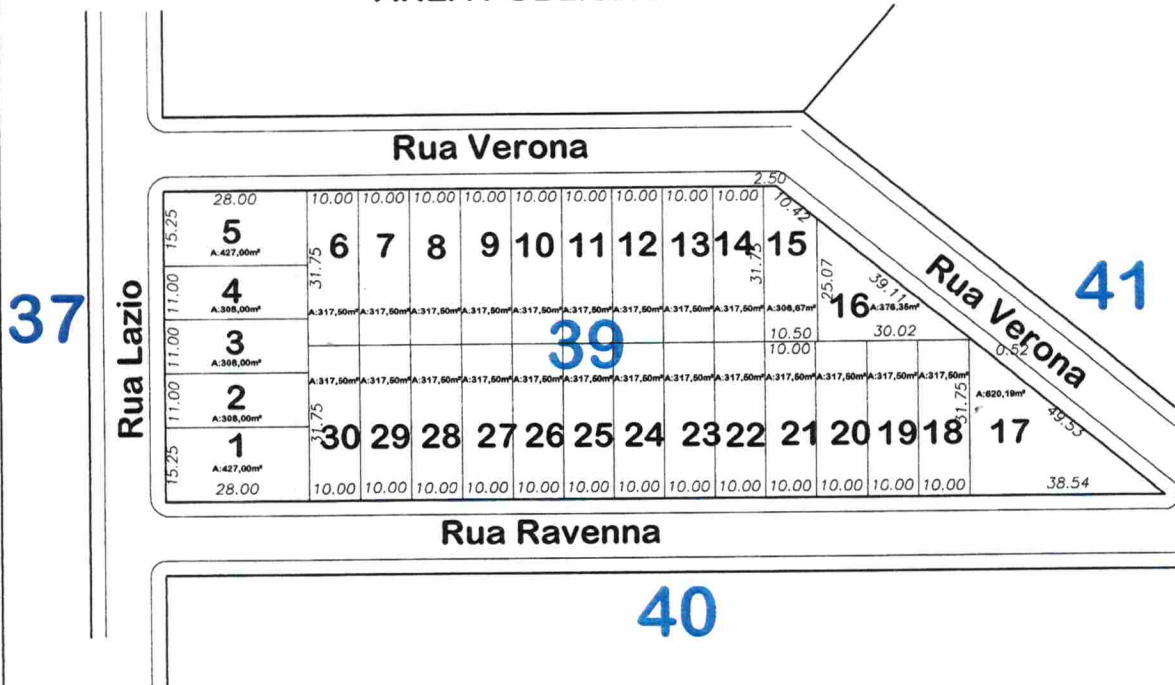 Rua Verona
2.50
28.00 10.00 10.00 10.00 10.00 10.00 10.00 10.00 10.00 10.00 10.42
15.25 5 6 7 8 9 10 11 12 13 14 15
A:427,00m²
31.75 31.75 25.07 39.11 Rua Verona 41
11.00 4 16 A:376,35m²
A:308,00m² A:317,50m² A:317,50m² A:317,50m² A:317,50m² A:317,50m² A:317,50m² A:317,50m² A:317,50m² A:317,50m² A:306,67m²
37 Rua Lazio 39 10.50 30.02
11.00 3 10.00 0.52
A:308,00m² A:317,50m² A:317,50m² A:317,50m² A:317,50m² A:317,50m² A:317,50m² A:317,50m² A:317,50m² A:317,50m² A:317,50m² A:317,50m² A:317,50m² A:317,50m² A:620,19m²
11.00 2 31.75 31.75 49.53
A:308,00m²
1 30 29 28 27 26 25 24 23 22 21 20 19 18 17
15.25 A:427,00m²
28.00 10.00 10.00 10.00 10.00 10.00 10.00 10.00 10.00 10.00 10.00 10.00 10.00 10.00 38.54
Rua Ravenna
40